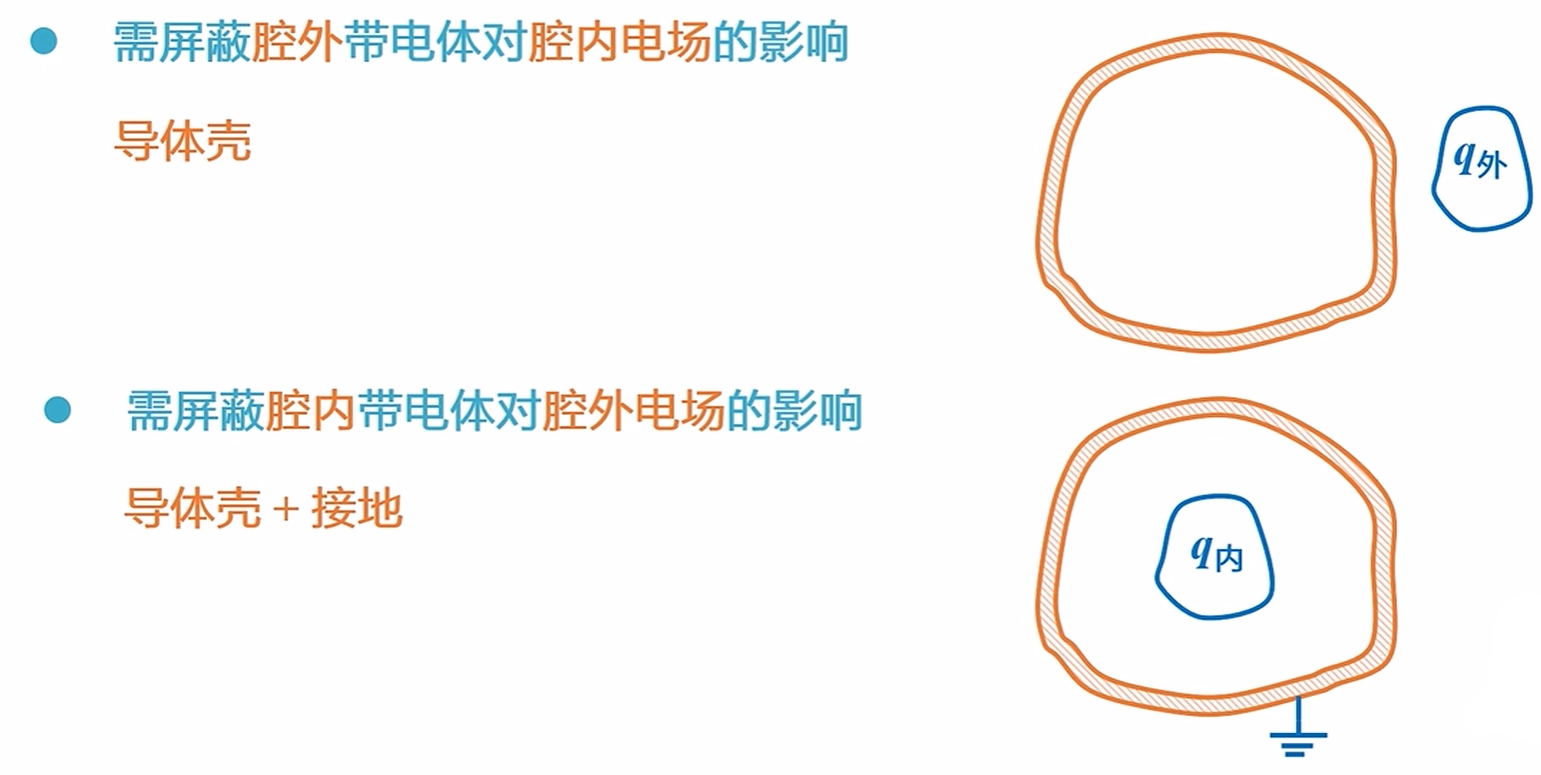 ● 需屏蔽腔外带电体对腔内电场的影响
导体壳
q外
● 需屏蔽腔内带电体对腔外电场的影响
导体壳 + 接地
q内